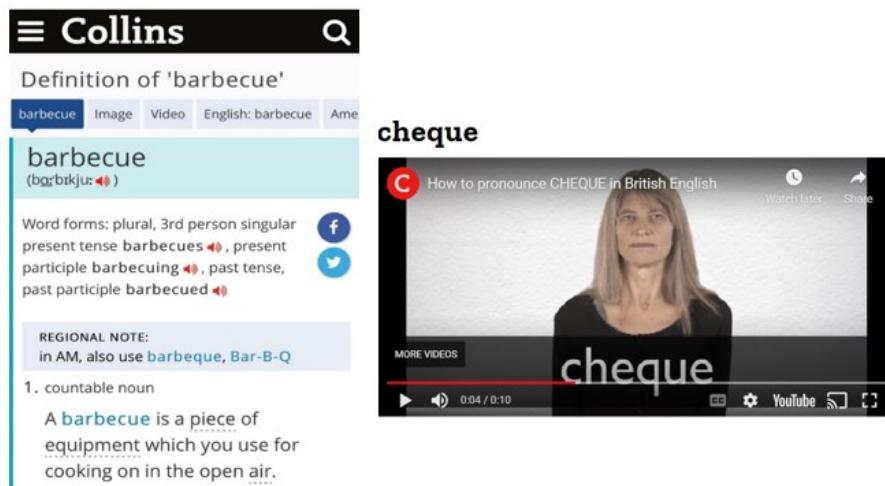 Collins
Definition of 'barbecue'
barbecue Image Video English: barbecue Ame
barbecue
(bɑːʳbɪkjuː )
Word forms: plural, 3rd person singular
present tense barbecues , present
participle barbecuing , past tense,
past participle barbecued
REGIONAL NOTE:
in AM, also use barbeque, Bar-B-Q
1. countable noun
A barbecue is a piece of
equipment which you use for
cooking on in the open air.
cheque
C How to pronounce CHEQUE in British English
Watch later Share
MORE VIDEOS
cheque
0:04 / 0:10 CC YouTube